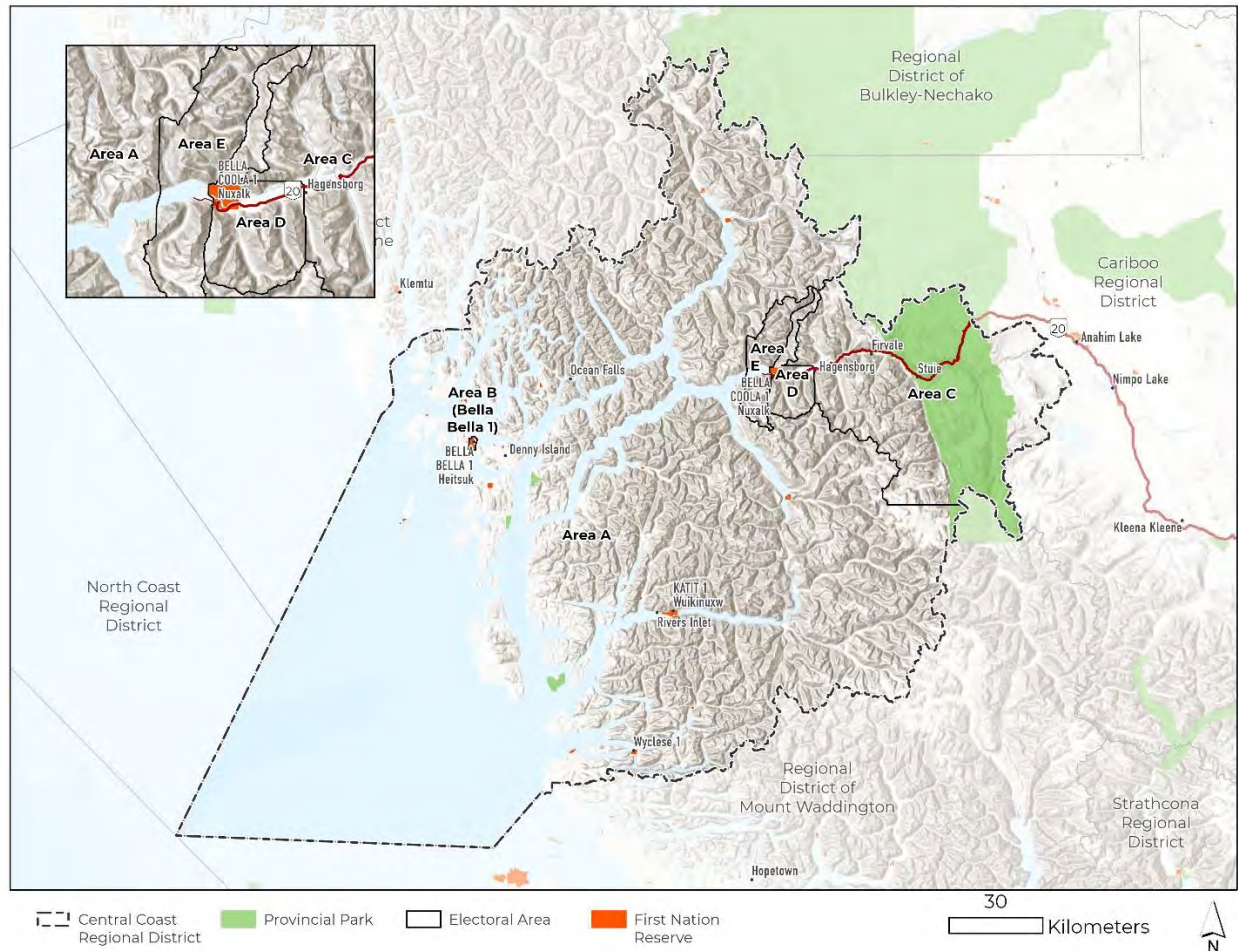 Area A
Area E
Area C
BELLA
COOLA 1
Nuxalk
20
Hagensborg
Area D
ct
ne
Regional
District of
Bulkley-Nechako
Cariboo
Regional
District
20
Anahim Lake
Nimpo Lake
Kleena Kleene
Klemtu
Ocean Falls
Area
E
BELLA
COOLA 1
Nuxalk
Area
D
Hagensborg
Firvale
Stuie
Area C
Area B
(Bella
Bella 1)
BELLA
BELLA 1
Heitsuk
Denny Island
Area A
North Coast
Regional
District
KATIT 1
Wuikinuxw
Rivers Inlet
Wyclese 1
Regional
District of
Mount Waddington
Strathcona
Regional
District
Hopetown
Central Coast
Regional District
Provincial Park
Electoral Area
First Nation
Reserve
30
Kilometers
N